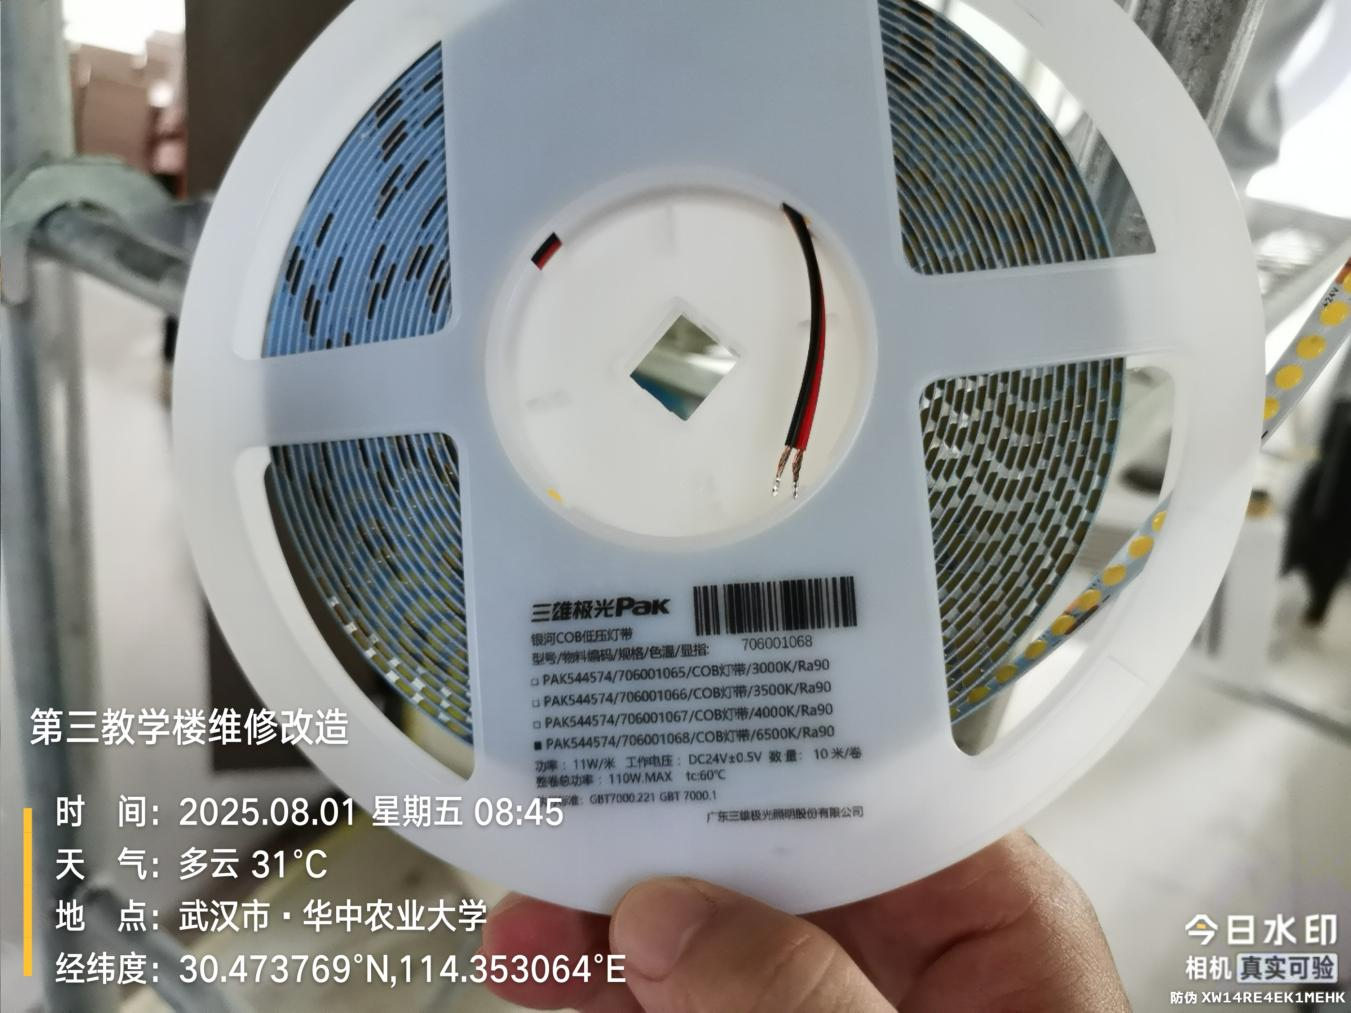 +24V
三雄极光Pak
银河COB低压灯带
706001068
型号/物料编码/规格/色温/显指:
□ PAK544574/706001065/COB灯带/3000K/Ra90
□ PAK544574/706001066/COB灯带/3500K/Ra90
□ PAK544574/706001067/COB灯带/4000K/Ra90
■ PAK544574/706001068/COB灯带/6500K/Ra90
功率：11W/米 工作电压：DC24V±0.5V 数量：10米/卷
整卷总功率：110W.MAX tc:60℃
标准：GBT7000.221 GBT 7000.1
广东三雄极光照明股份有限公司
第三教学楼维修改造
时 间：2025.08.01 星期五 08:45
天 气：多云 31°C
地 点：武汉市·华中农业大学
经纬度：30.473769°N,114.353064°E
今日水印
相机 真实可验
防伪 XW14RE4EK1MEHK